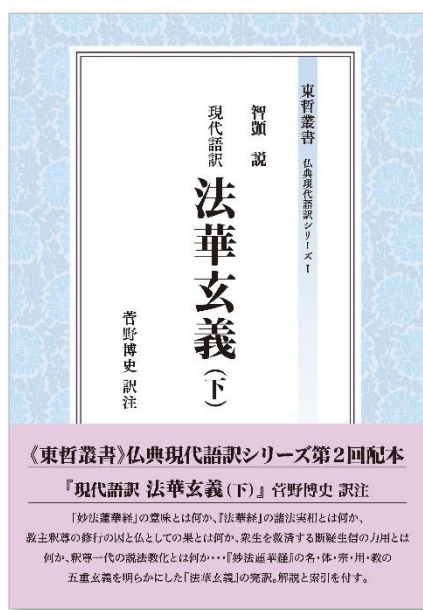 東哲叢書 仏典現代語訳シリーズⅠ
智顗 説
現代語訳
法華玄義(下)
菅野博史 訳注
《東哲叢書》仏典現代語訳シリーズ第2回配本
『現代語訳 法華玄義(下)』 菅野博史 訳注
「妙法蓮華経」の意味とは何か、『法華経』の諸法実相とは何か、
教主釈尊の修行の因と仏としての果とは何か、衆生を救済する断疑生信の力用とは
何か、釈尊一代の説法教化とは何か・・・『妙法蓮華経』の名・体・宗・用・教の
五重玄義を明らかにした『法華玄義』の完訳。解説と索引を付す。